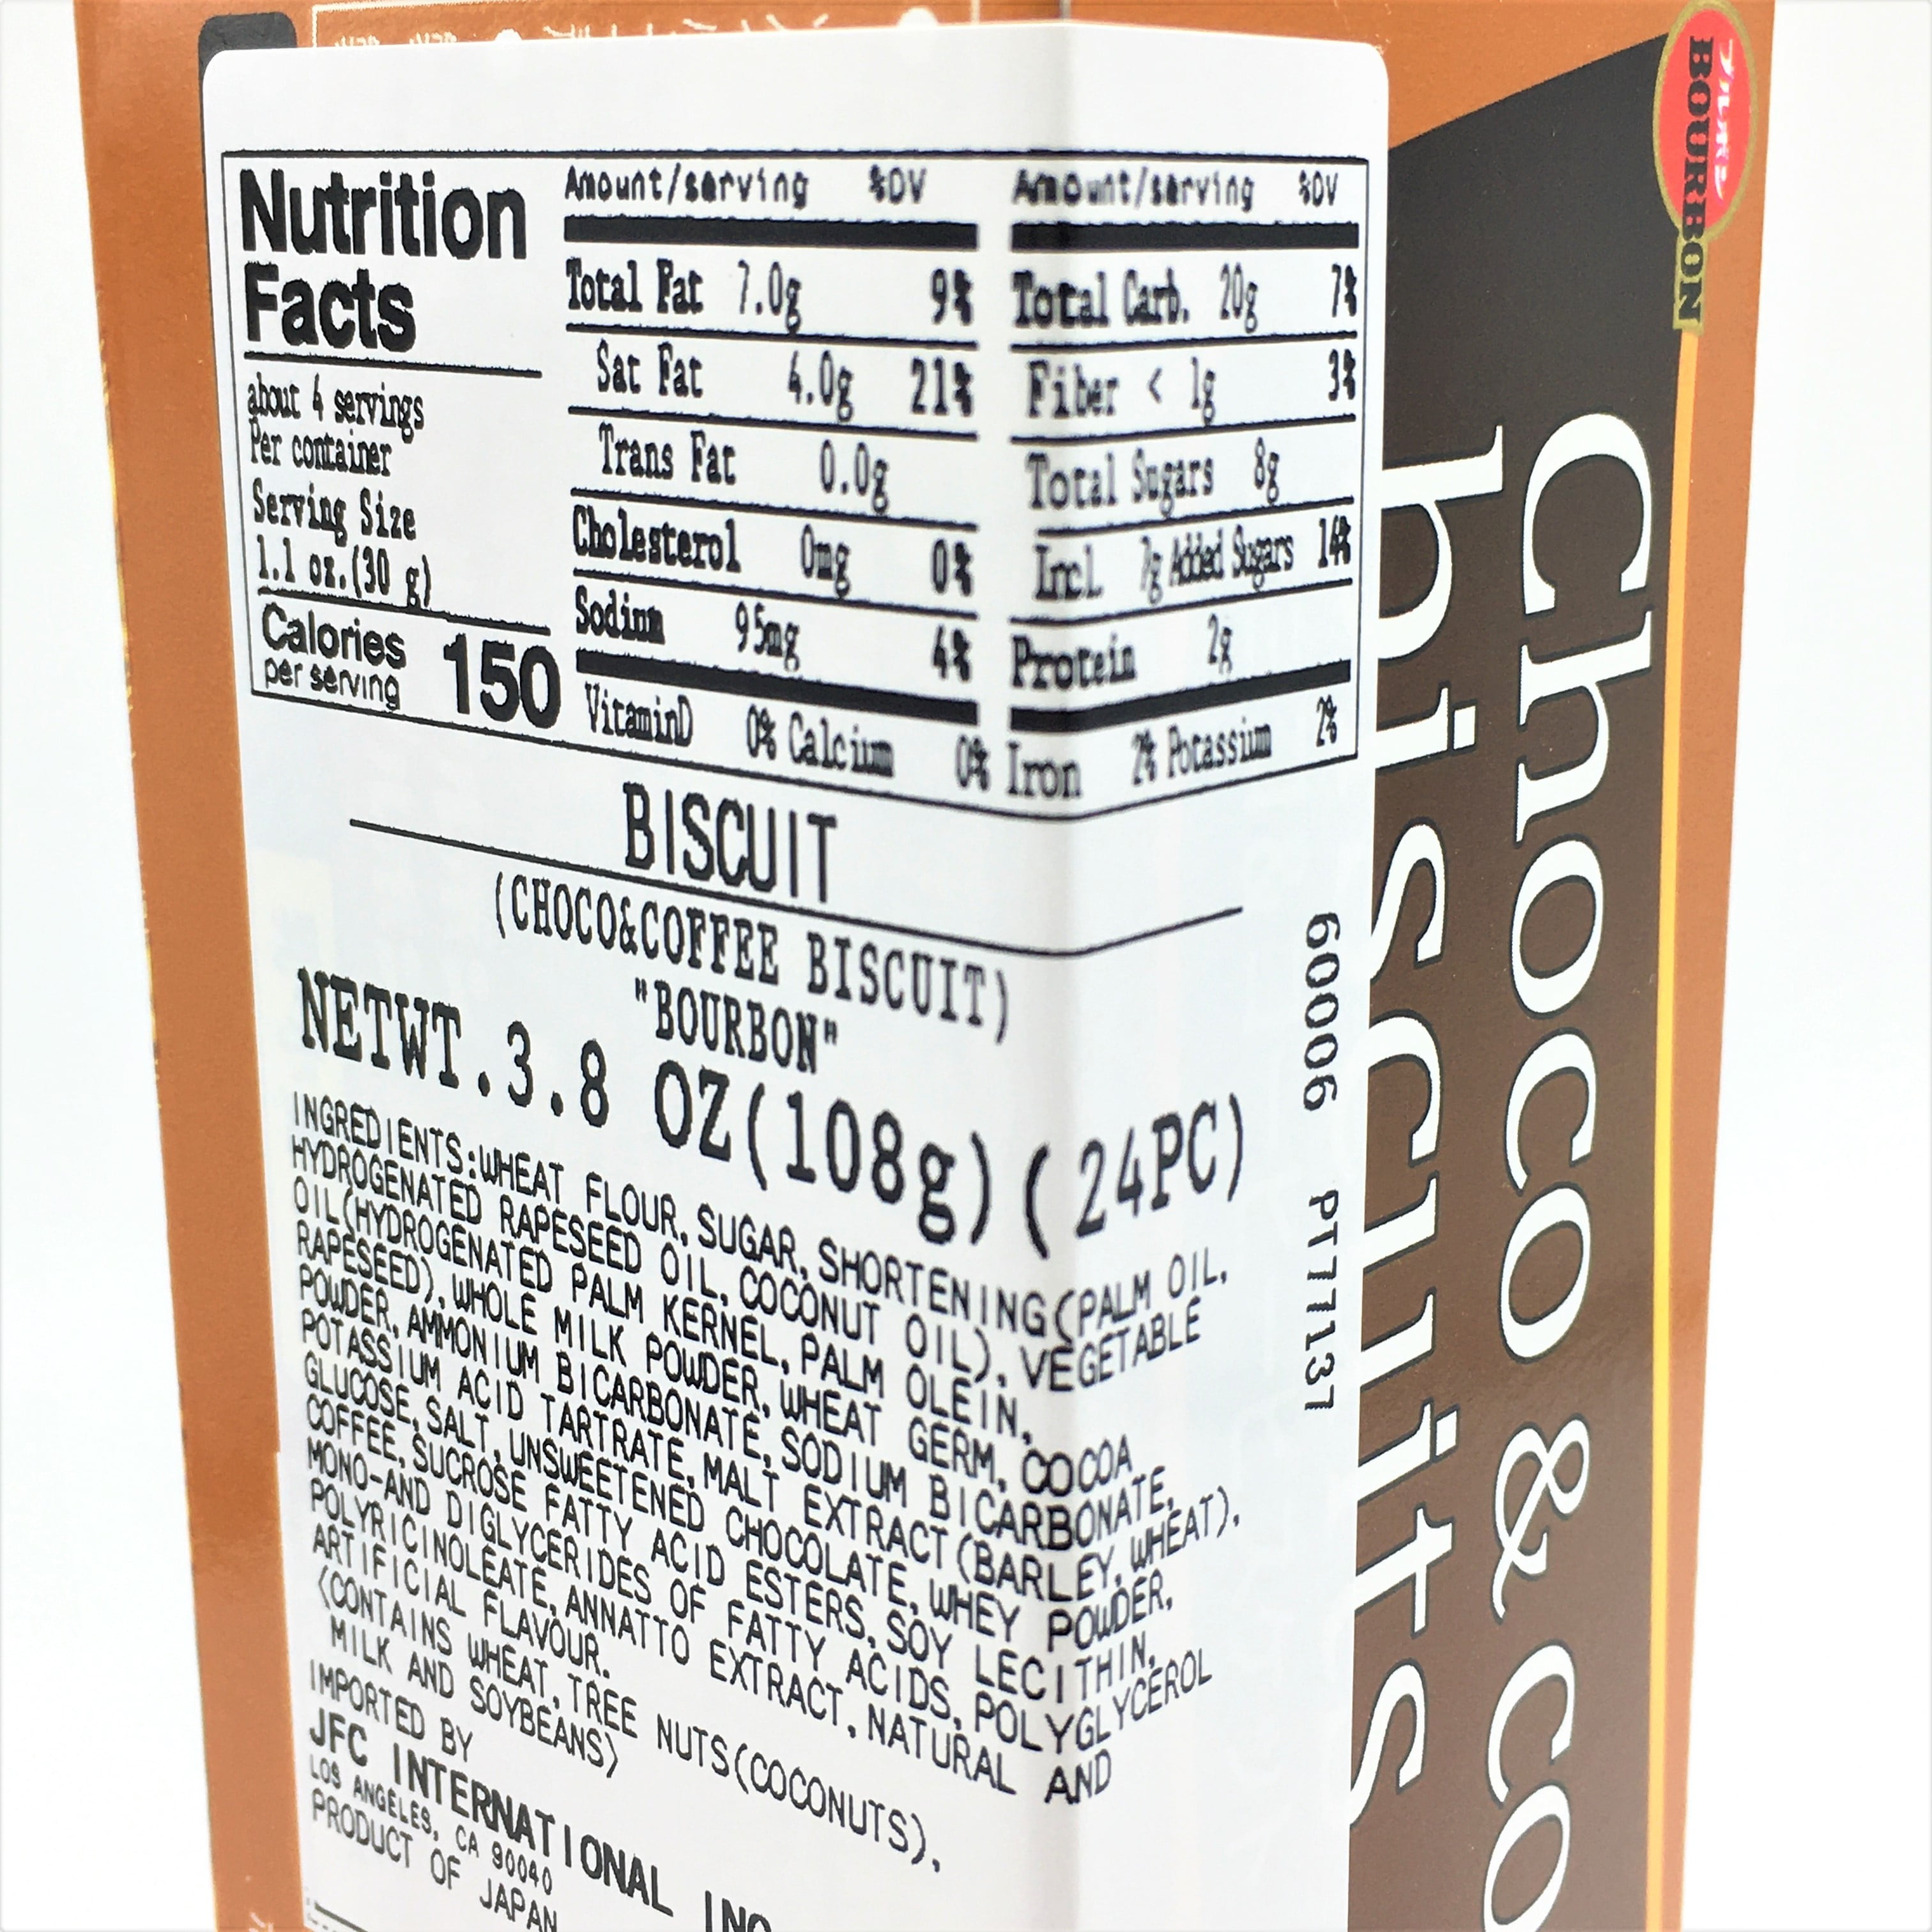 Nutrition
Facts
about 4 servings
Per container
Serving Size
1.1 oz.(30 g)
Calories
per serving 150
Amount/serving %DV
Total Fat 7.0g 9%
Sat Fat 4.0g 21%
Trans Fat 0.0g
Cholesterol 0mg 0%
Sodium 95mg 4%
Amount/serving %DV
Total Carb. 20g 7%
Fiber < 1g 3%
Total Sugars 8g
Incl. 7g Added Sugars 14%
Protein 2g
VitaminD 0% Calcium 0% Iron 2% Potassium 2%
BISCUIT
(CHOCO&COFFEE BISCUIT)
"BOURBON"
NETWT.3.8 OZ(108g)(24PC)
INGREDIENTS:WHEAT FLOUR, SUGAR, SHORTENING(PALM OIL,
HYDROGENATED RAPESEED OIL, COCONUT OIL), VEGETABLE
OIL(HYDROGENATED PALM KERNEL, PALM OLEIN,
RAPESEED), WHOLE MILK POWDER, WHEAT GERM, COCOA
POWDER, AMMONIUM BICARBONATE, SODIUM BICARBONATE,
POTASSIUM ACID TARTRATE, MALT EXTRACT(BARLEY, WHEAT),
GLUCOSE, SALT, UNSWEETENED CHOCOLATE, WHEY POWDER,
COFFEE, SUCROSE FATTY ACID ESTERS, SOY LECITHIN,
MONO-AND DIGLYCERIDES OF FATTY ACIDS, POLYGLYCEROL
POLYRICINOLEATE, ANNATTO EXTRACT, NATURAL AND
ARTIFICIAL FLAVOUR.
(CONTAINS WHEAT, TREE NUTS(COCONUTS),
MILK AND SOYBEANS)
IMPORTED BY
JFC INTERNATIONAL INC
LOS ANGELES, CA 90040
PRODUCT OF JAPAN
60006 PT77137
ブルボン
BOURBON
Choco & Co
biscuits